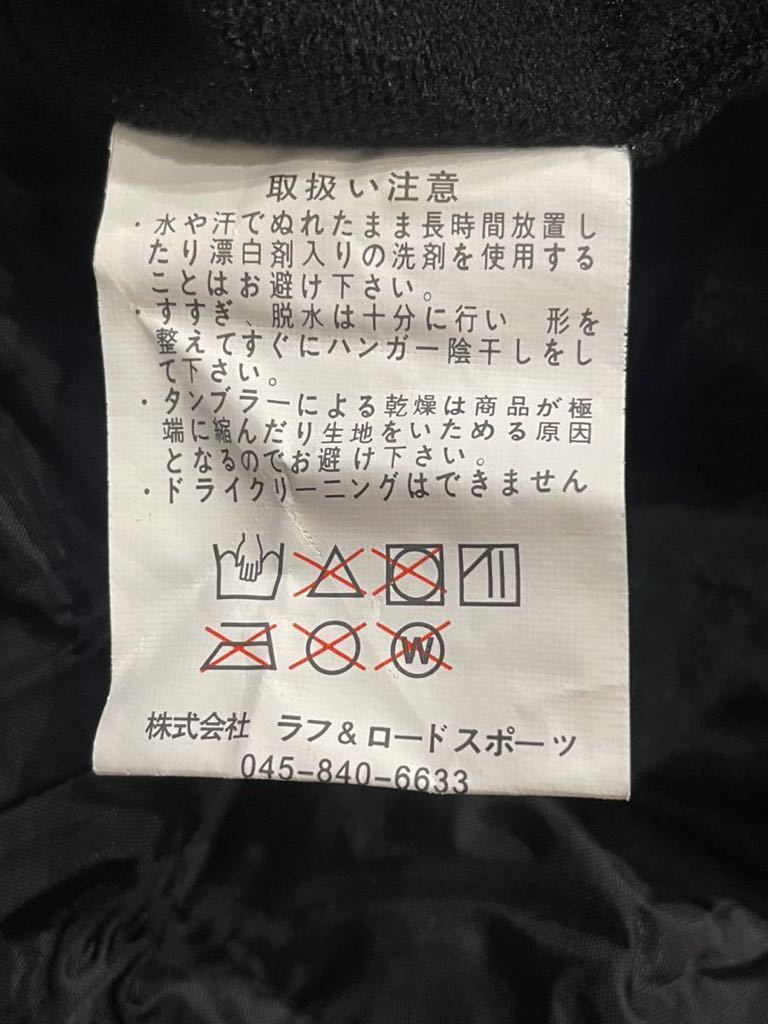 取扱い注意
・水や汗でぬれたまま長時間放置し
たり漂白剤入りの洗剤を使用する
ことはお避け下さい。
・すすぎ、脱水は十分に行い　形を
整えてすぐにハンガー陰干しをし
て下さい。
・タンブラーによる乾燥は商品が極
端に縮んだり生地をいためる原因
となるのでお避け下さい。
・ドライクリーニングはできません
W
株式会社　ラフ&ロードスポーツ
045-840-6633